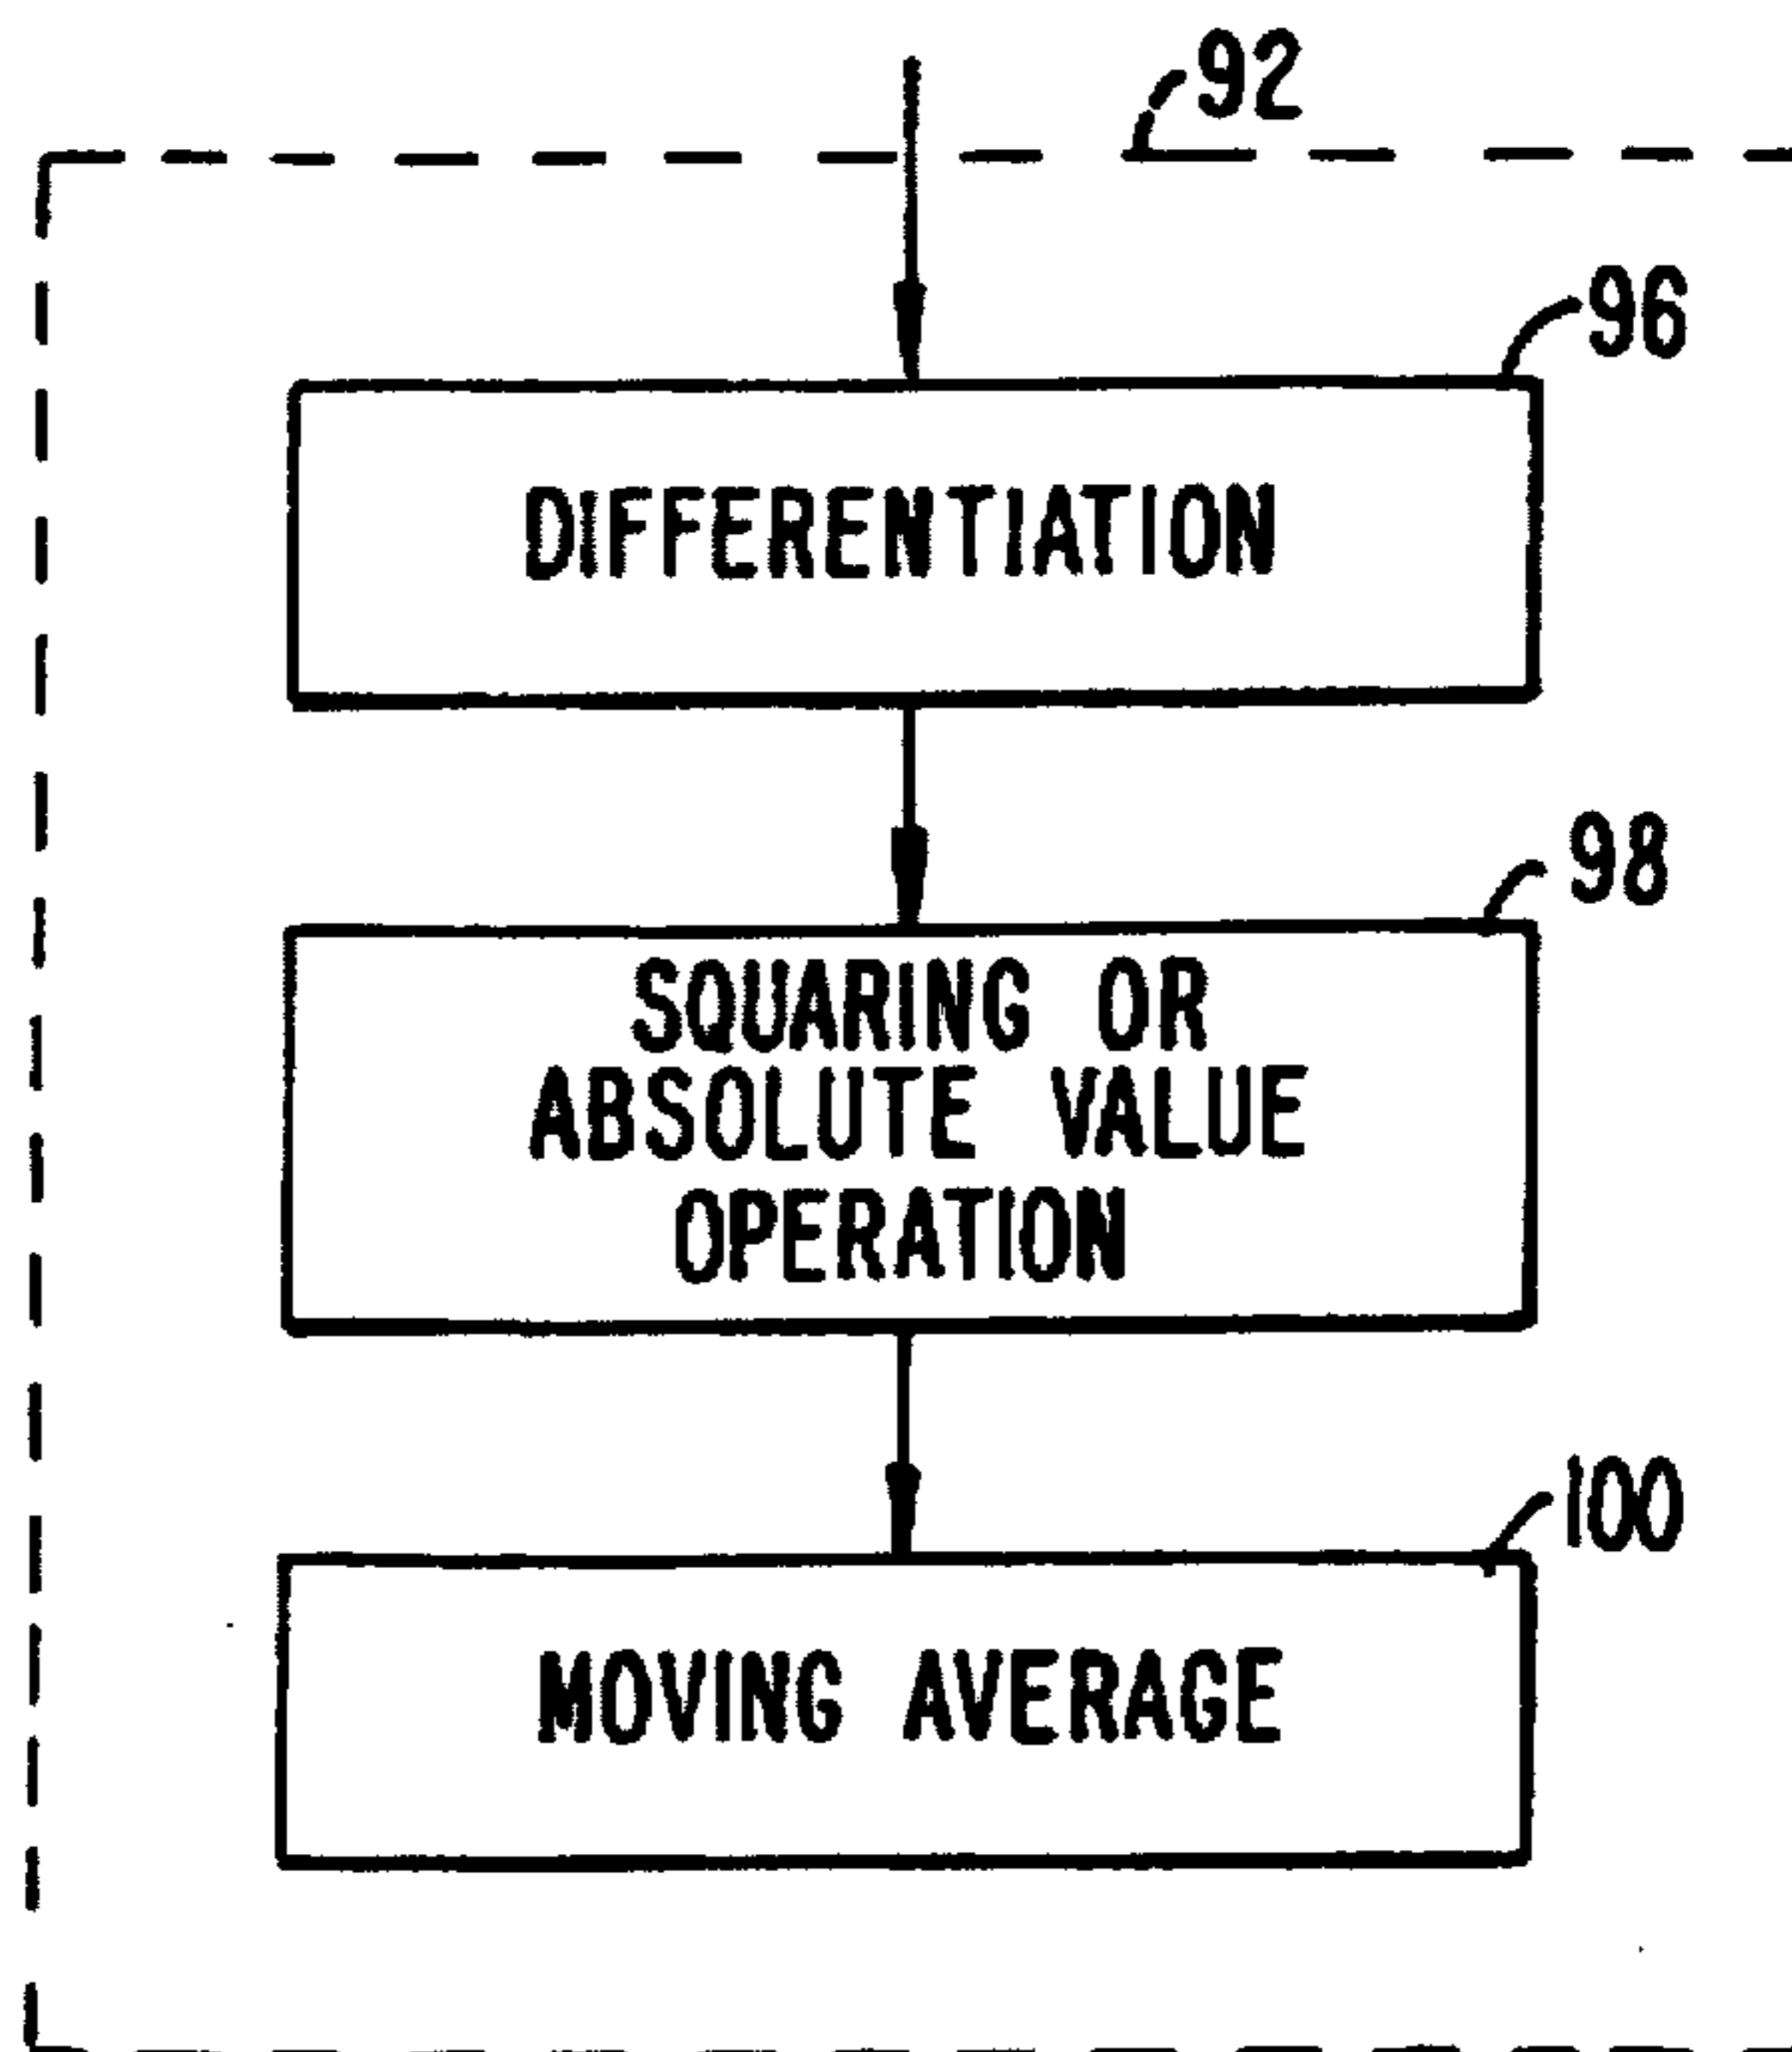 92
96
DIFFERENTIATION
98
SQUARING OR
ABSOLUTE VALUE
OPERATION
100
MOVING AVERAGE